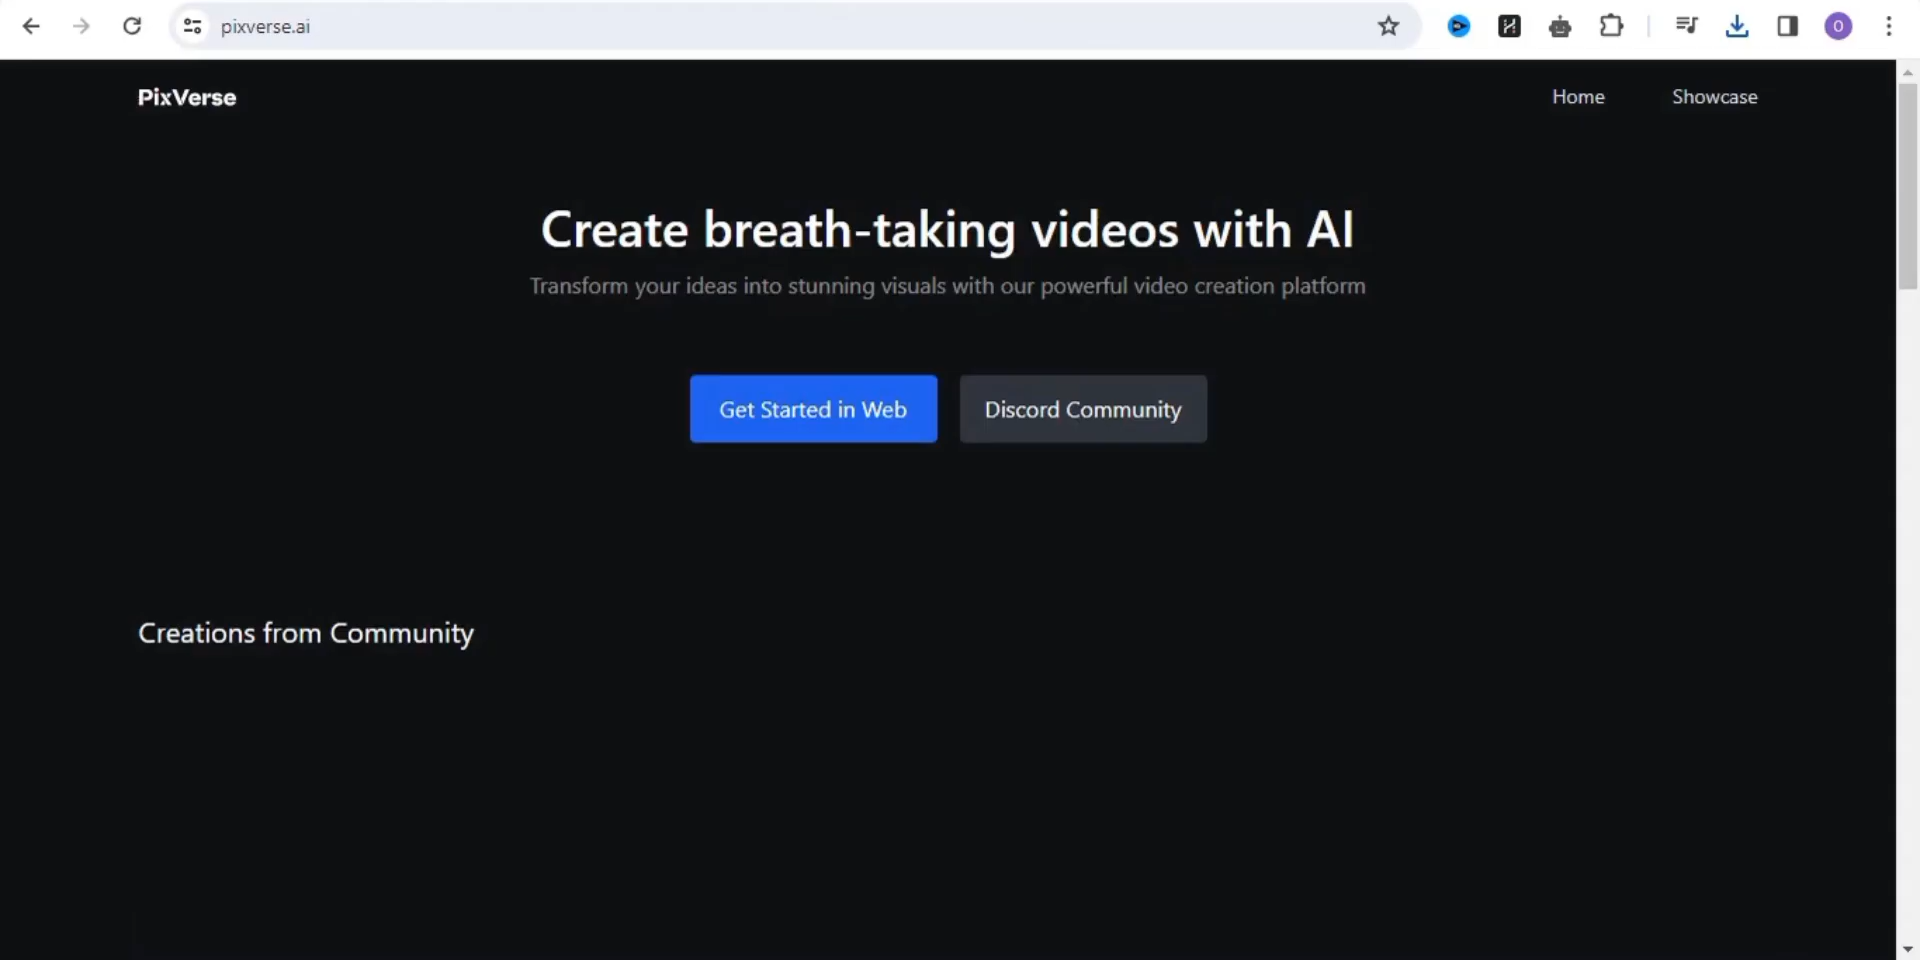 pixverse.ai
O
PixVerse
Home
Showcase
Create breath-taking videos with AI
Transform your ideas into stunning visuals with our powerful video creation platform
Get Started in Web
Discord Community
Creations from Community